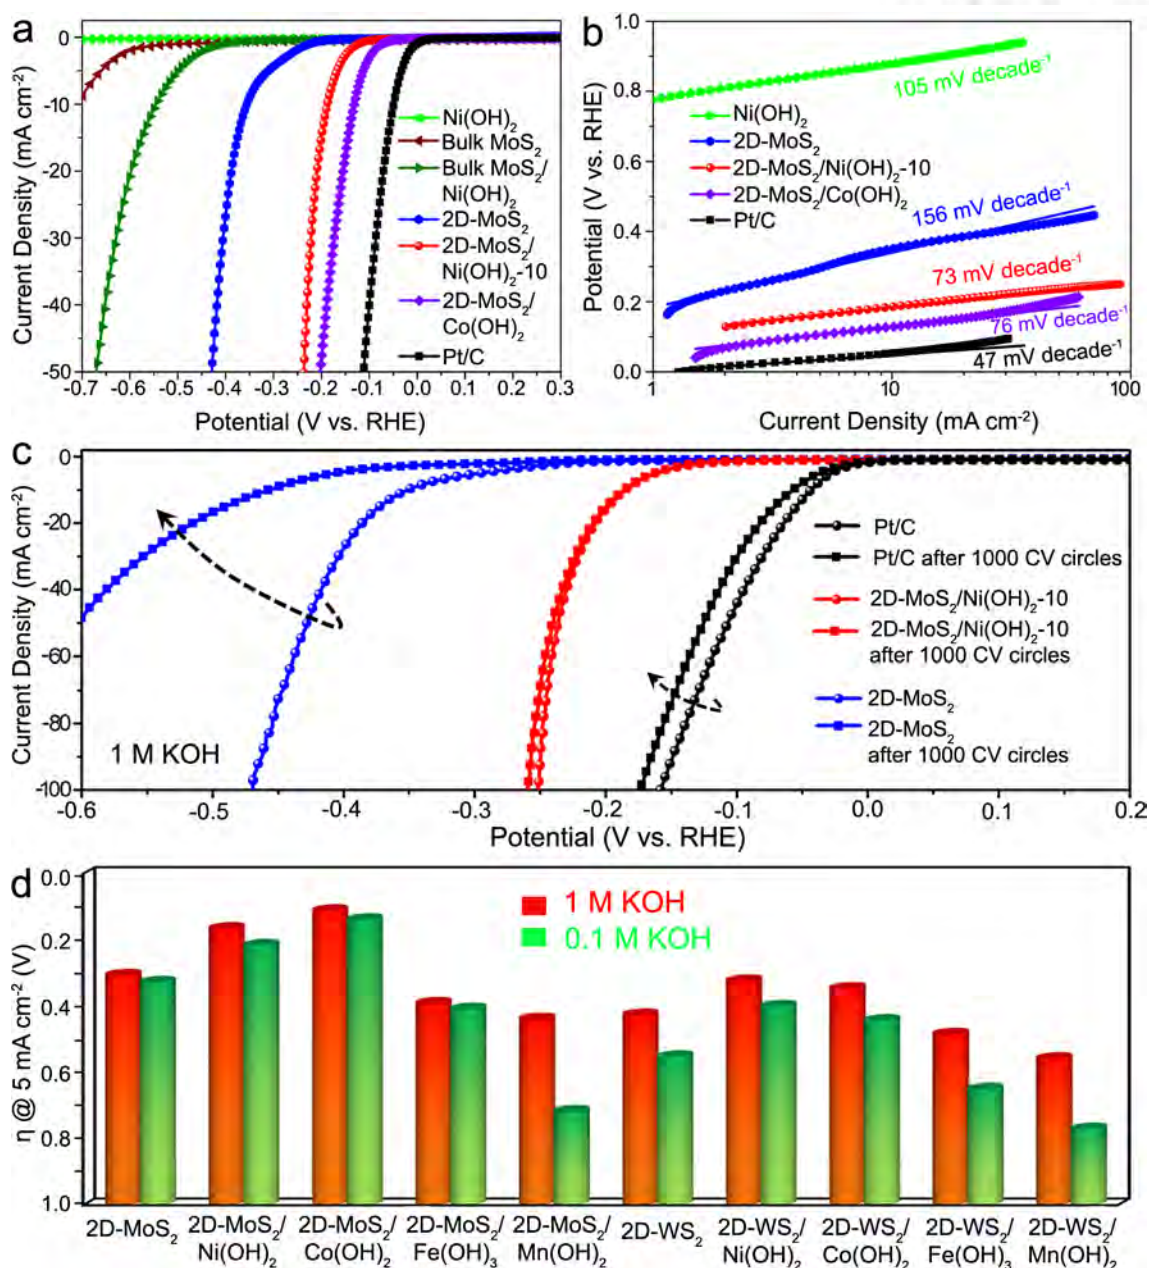 a
0
-10
-20
-30
-40
-50
Current Density (mA cm⁻²)
-0.7 -0.6 -0.5 -0.4 -0.3 -0.2 -0.1 0.0 0.1 0.2 0.3
Potential (V vs. RHE)
Ni(OH)₂
Bulk MoS₂
Bulk MoS₂/
Ni(OH)₂
2D-MoS₂
2D-MoS₂/
Ni(OH)₂-10
2D-MoS₂/
Co(OH)₂
Pt/C
b
1.0
0.8
0.6
0.4
0.2
0.0
Potential (V vs. RHE)
1 10 100
Current Density (mA cm⁻²)
Ni(OH)₂
2D-MoS₂
2D-MoS₂/Ni(OH)₂-10
2D-MoS₂/Co(OH)₂
Pt/C
105 mV decade⁻¹
156 mV decade⁻¹
73 mV decade⁻¹
76 mV decade⁻¹
47 mV decade⁻¹
c
0
-20
-40
-60
-80
-100
Current Density (mA cm⁻²)
-0.6 -0.5 -0.4 -0.3 -0.2 -0.1 0.0 0.1 0.2
Potential (V vs. RHE)
1 M KOH
Pt/C
Pt/C after 1000 CV circles
2D-MoS₂/Ni(OH)₂-10
2D-MoS₂/Ni(OH)₂-10
after 1000 CV circles
2D-MoS₂
2D-MoS₂
after 1000 CV circles
d
0.0
0.2
0.4
0.6
0.8
1.0
η @ 5 mA cm⁻² (V)
1 M KOH
0.1 M KOH
2D-MoS₂
2D-MoS₂/
Ni(OH)₂
2D-MoS₂/
Co(OH)₂
2D-MoS₂/
Fe(OH)₃
2D-MoS₂/
Mn(OH)₂
2D-WS₂
2D-WS₂/
Ni(OH)₂
2D-WS₂/
Co(OH)₂
2D-WS₂/
Fe(OH)₃
2D-WS₂/
Mn(OH)₂